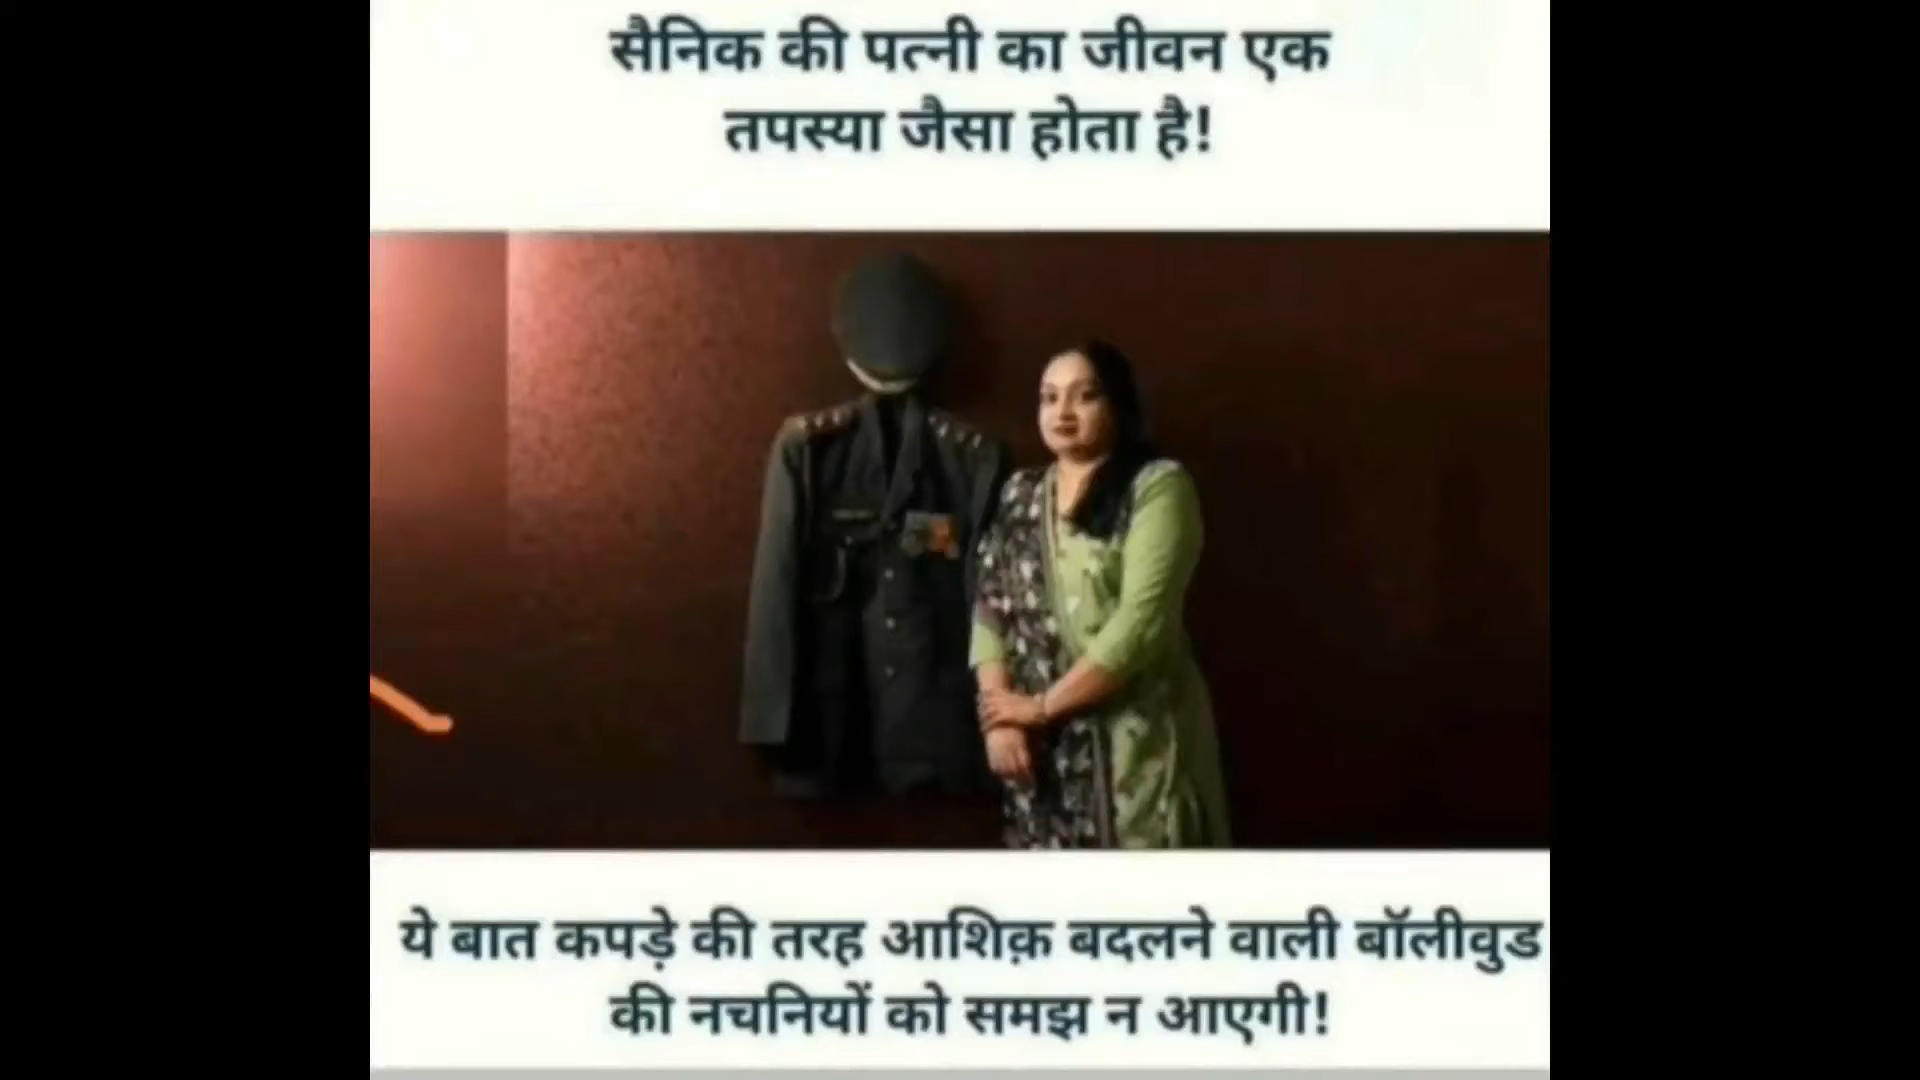 सैनिक की पत्नी का जीवन एक
तपस्या जैसा होता है!
ये बात कपड़े की तरह आशिक़ बदलने वाली बॉलीवुड
की नचनियों को समझ न आएगी!